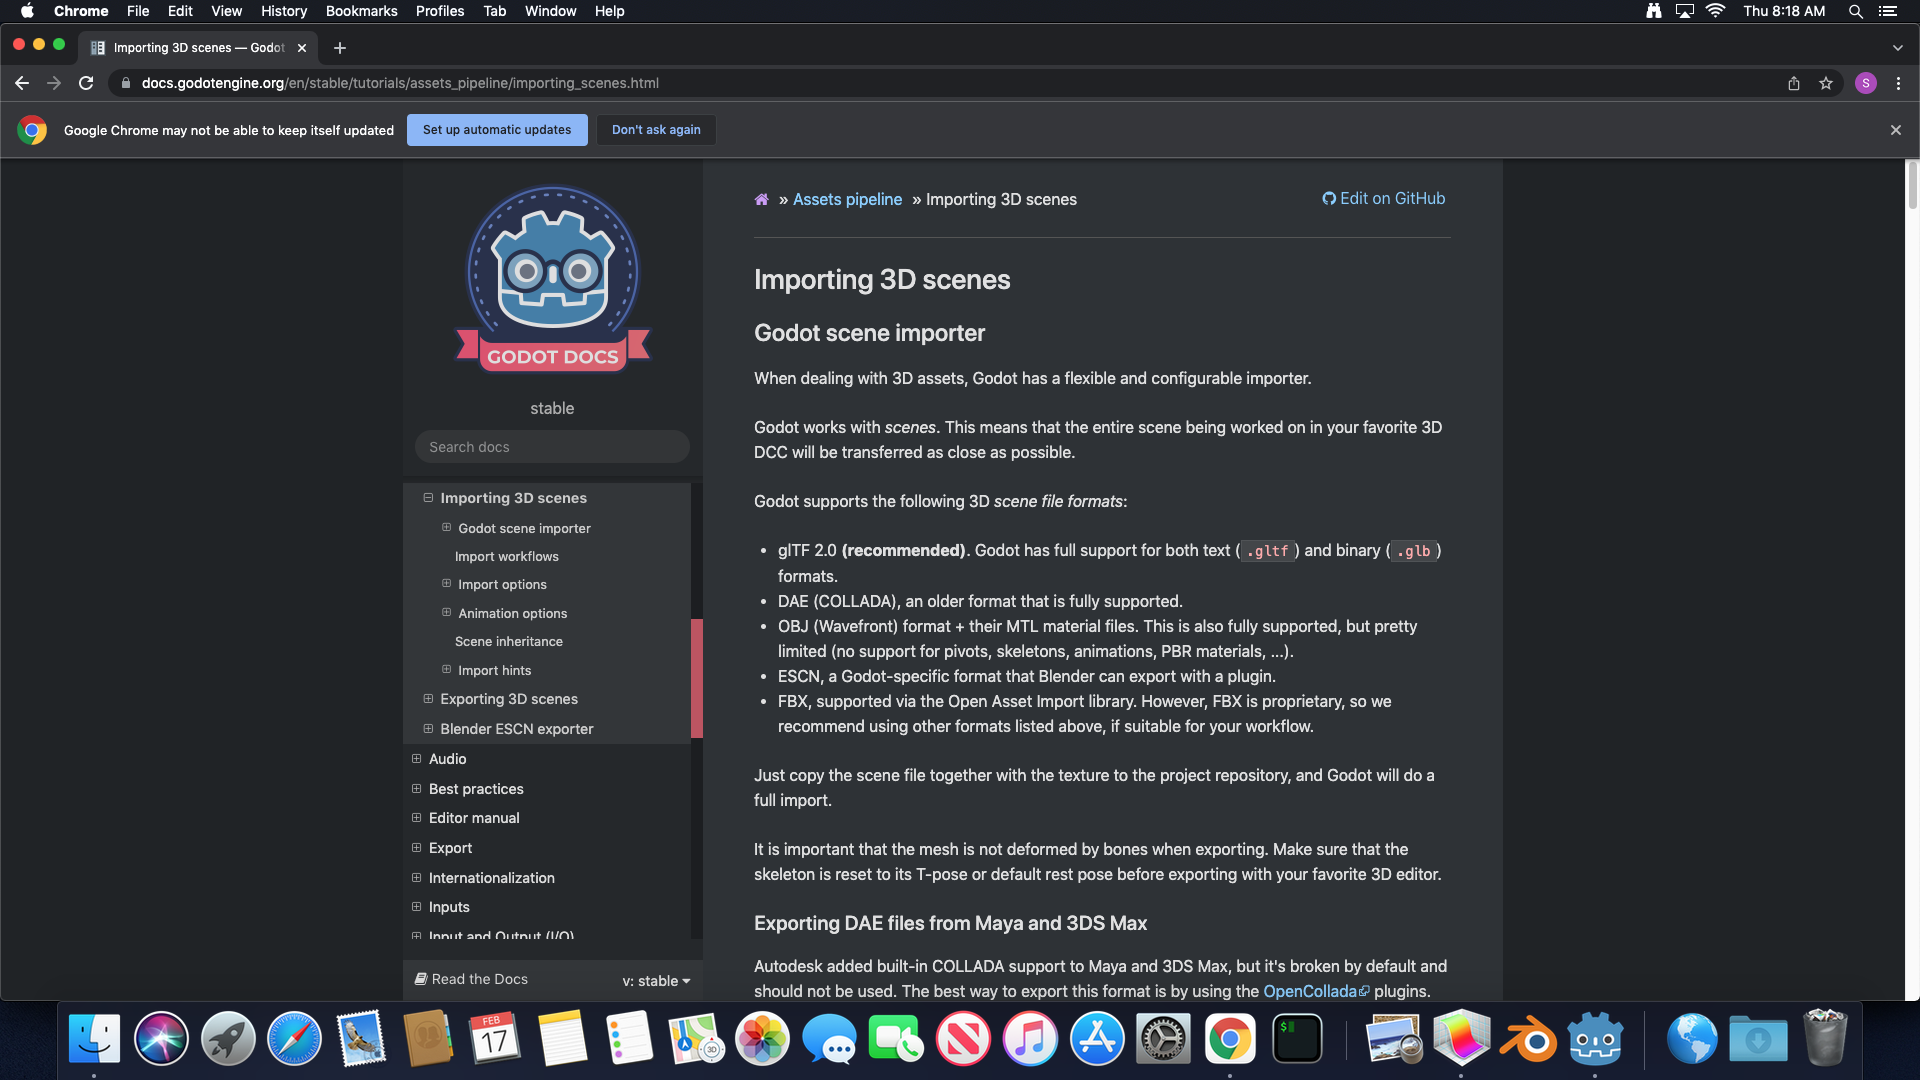 Chrome File Edit View History Bookmarks Profiles Tab Window Help Thu 8:18 AM
Importing 3D scenes — Godot
docs.godotengine.org/en/stable/tutorials/assets_pipeline/importing_scenes.html S
Google Chrome may not be able to keep itself updated Set up automatic updates Don't ask again
GODOT DOCS
stable
Search docs
Importing 3D scenes
Godot scene importer
Import workflows
Import options
Animation options
Scene inheritance
Import hints
Exporting 3D scenes
Blender ESCN exporter
Audio
Best practices
Editor manual
Export
Internationalization
Inputs
Input and Output (I/O)
Read the Docs v: stable
» Assets pipeline » Importing 3D scenes Edit on GitHub
Importing 3D scenes
Godot scene importer
When dealing with 3D assets, Godot has a flexible and configurable importer.
Godot works with scenes. This means that the entire scene being worked on in your favorite 3D
DCC will be transferred as close as possible.
Godot supports the following 3D scene file formats:
• glTF 2.0 (recommended). Godot has full support for both text (.gltf) and binary (.glb)
formats.
• DAE (COLLADA), an older format that is fully supported.
• OBJ (Wavefront) format + their MTL material files. This is also fully supported, but pretty
limited (no support for pivots, skeletons, animations, PBR materials, ...).
• ESCN, a Godot-specific format that Blender can export with a plugin.
• FBX, supported via the Open Asset Import library. However, FBX is proprietary, so we
recommend using other formats listed above, if suitable for your workflow.
Just copy the scene file together with the texture to the project repository, and Godot will do a
full import.
It is important that the mesh is not deformed by bones when exporting. Make sure that the
skeleton is reset to its T-pose or default rest pose before exporting with your favorite 3D editor.
Exporting DAE files from Maya and 3DS Max
Autodesk added built-in COLLADA support to Maya and 3DS Max, but it's broken by default and
should not be used. The best way to export this format is by using the OpenCollada plugins.
FEB
17
3D
$